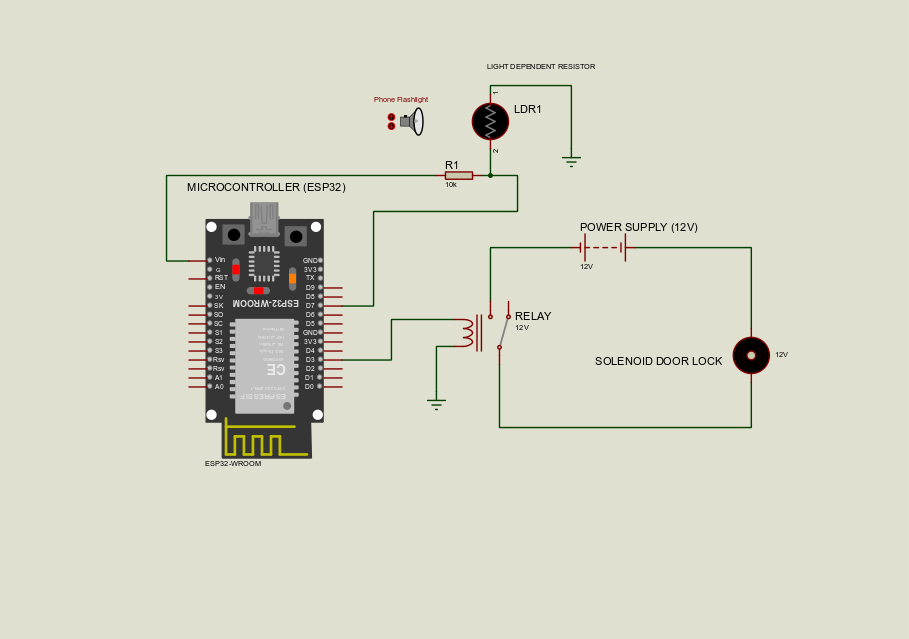 LIGHT DEPENDENT RESISTOR
Phone Flashlight
1
LDR1
2
R1
10k
MICROCONTROLLER (ESP32)
POWER SUPPLY (12V)
12V
Vin
G
RST
EN
3V
SK
SO
SC
S1
S2
S3
Rsv
Rsv
A1
A0
GND
3V3
TX
D9
D8
D7
D6
D5
GND
3V3
D4
D3
D2
D1
D0
ESP32-WROOM
CE
ESPRESSIF
RELAY
12V
SOLENOID DOOR LOCK
12V
ESP32-WROOM